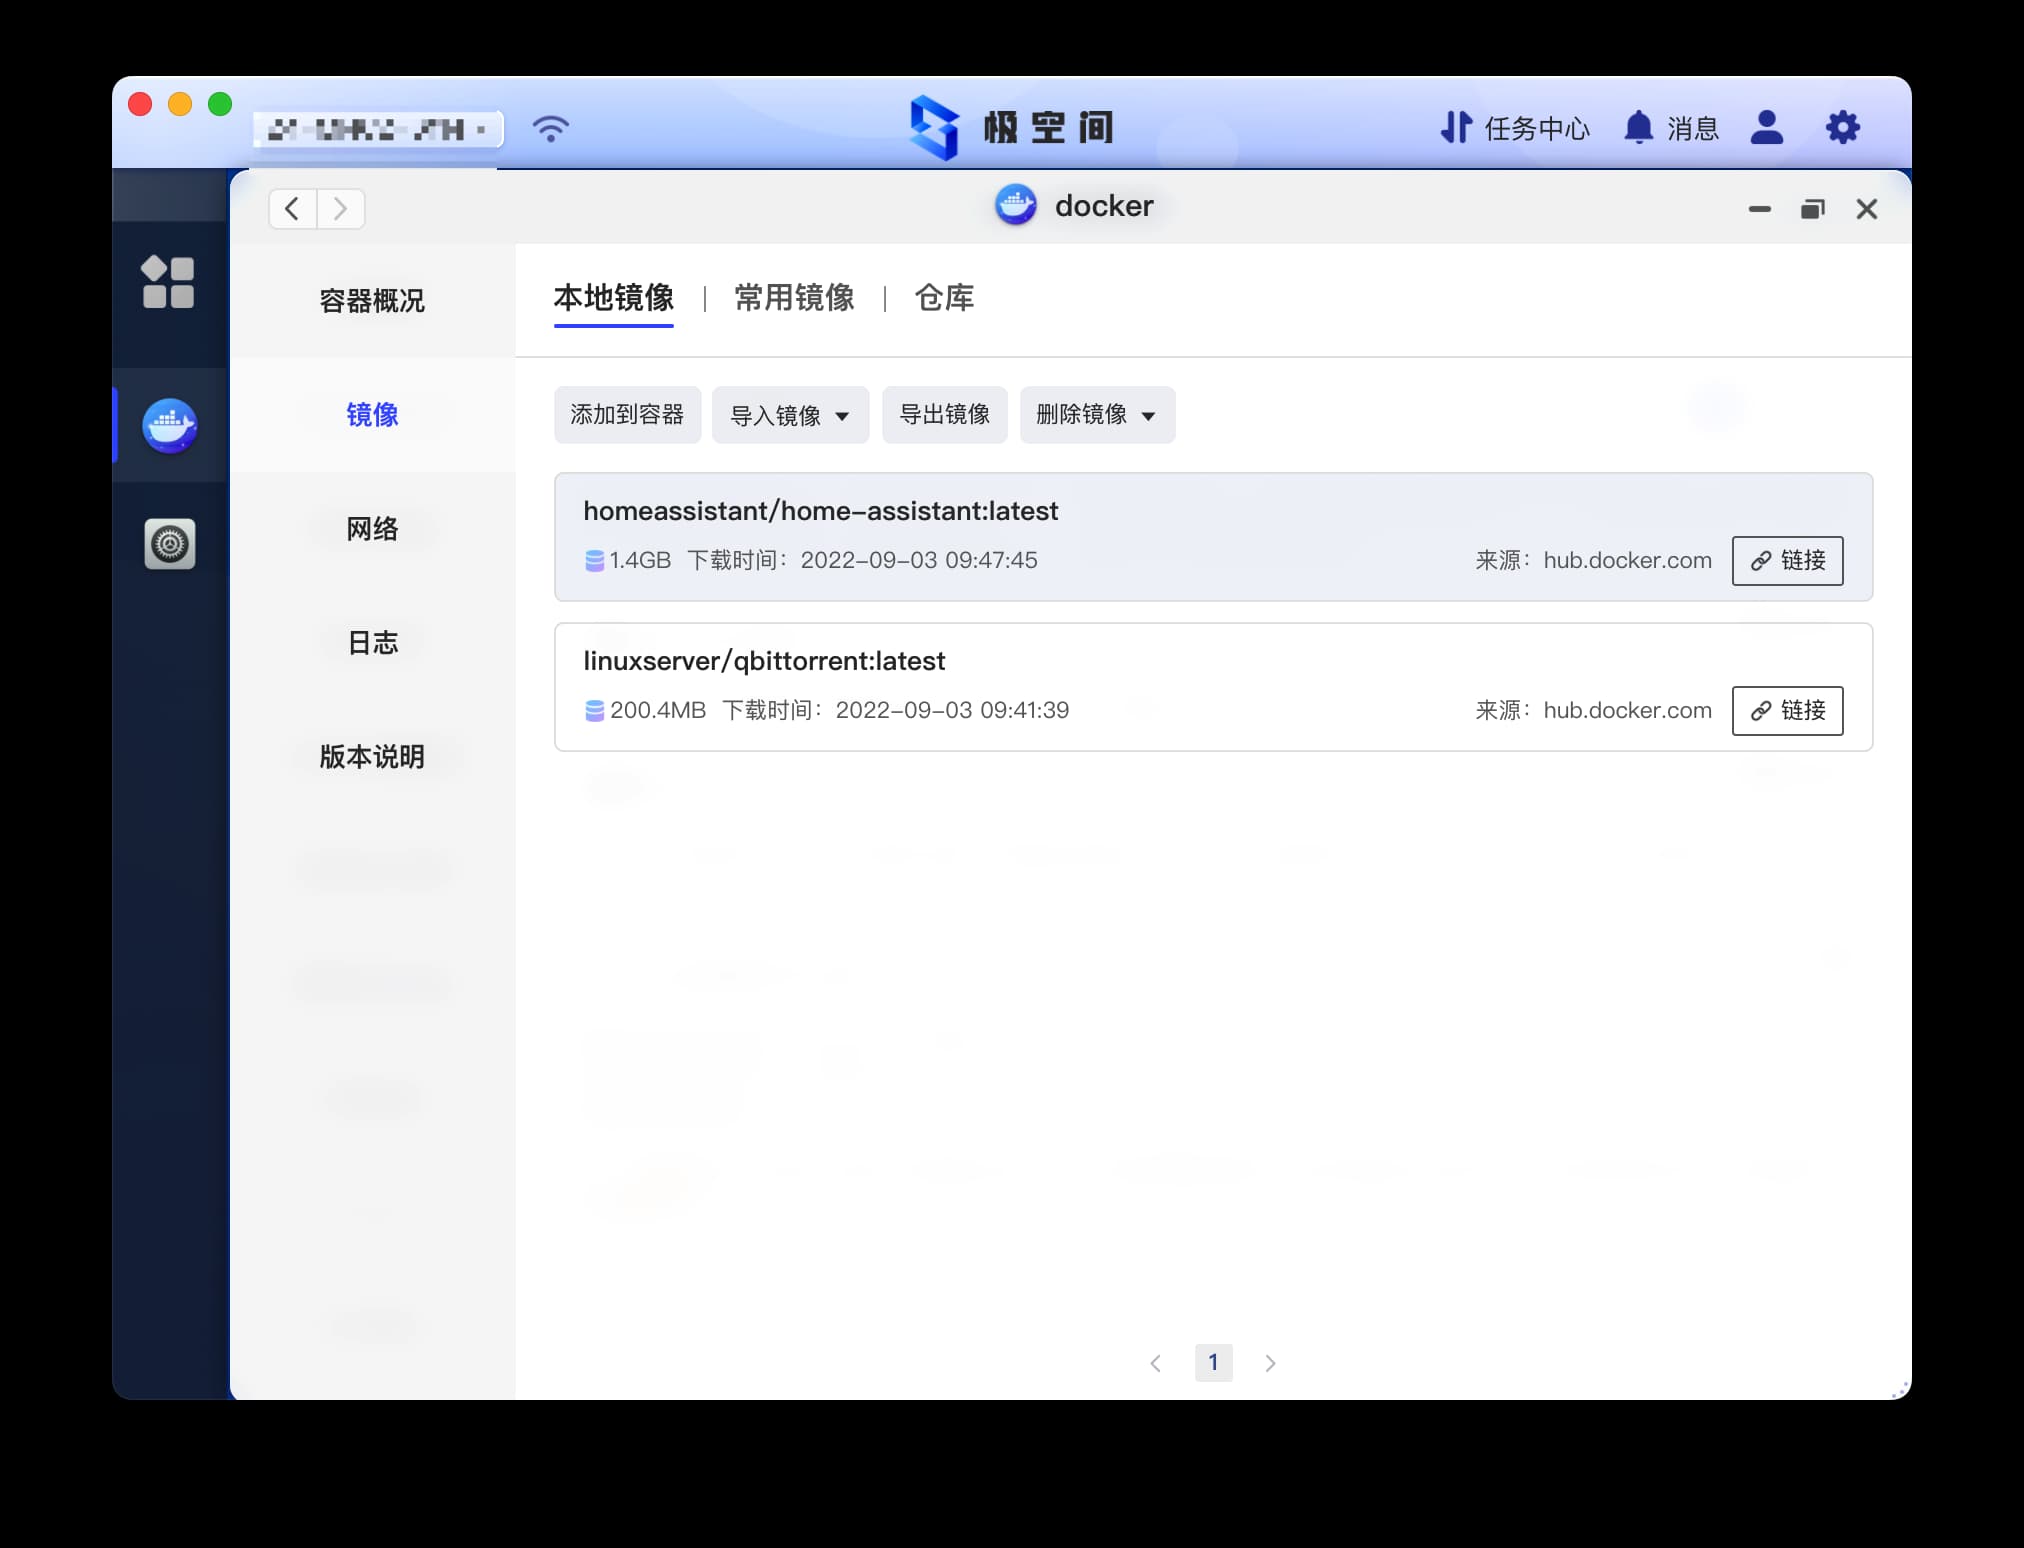 极空间
任务中心
消息
docker
容器概况
镜像
网络
日志
版本说明
本地镜像 | 常用镜像 | 仓库
添加到容器
导入镜像
导出镜像
删除镜像
homeassistant/home-assistant:latest
1.4GB 下载时间：2022-09-03 09:47:45
来源：hub.docker.com
链接
linuxserver/qbittorrent:latest
200.4MB 下载时间：2022-09-03 09:41:39
来源：hub.docker.com
链接
1